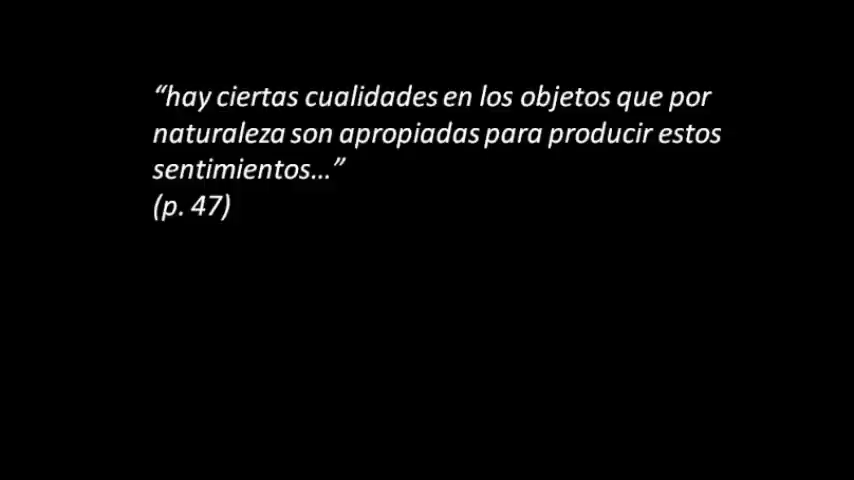 “hay ciertas cualidades en los objetos que por
naturaleza son apropiadas para producir estos
sentimientos...”
(p. 47)